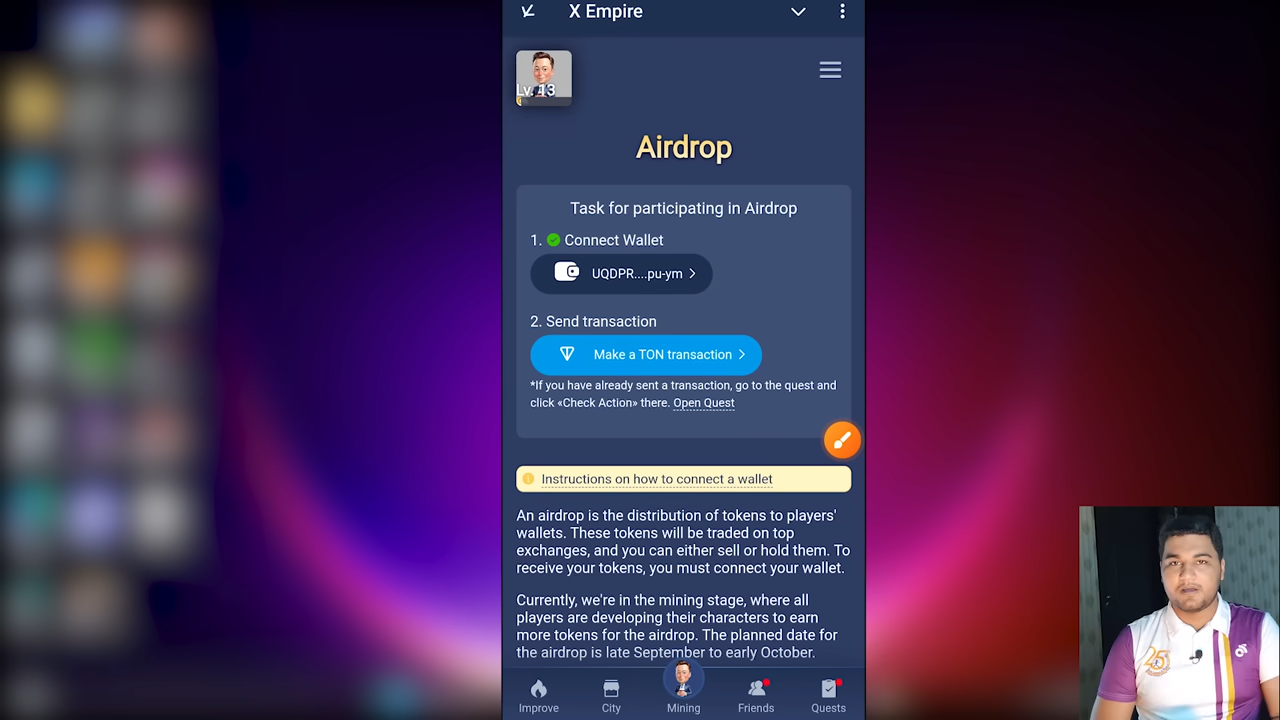 X Empire
Lv. 13
Airdrop
Task for participating in Airdrop
1. Connect Wallet
UQDPR....pu-ym
2. Send transaction
Make a TON transaction
*If you have already sent a transaction, go to the quest and
click «Check Action» there. Open Quest
Instructions on how to connect a wallet
An airdrop is the distribution of tokens to players'
wallets. These tokens will be traded on top
exchanges, and you can either sell or hold them. To
receive your tokens, you must connect your wallet.
Currently, we're in the mining stage, where all
players are developing their characters to earn
more tokens for the airdrop. The planned date for
the airdrop is late September to early October.
Improve
City
Mining
Friends
Quests
25